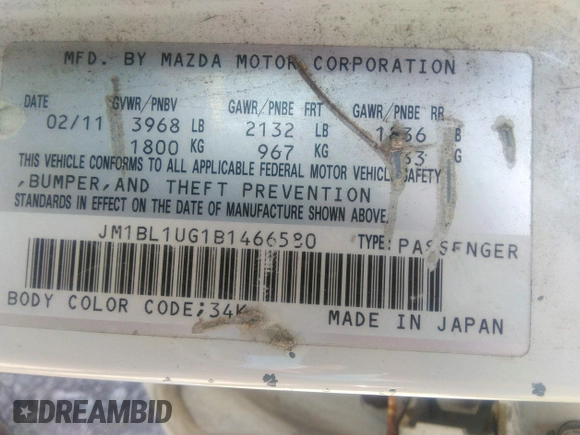 MFD. BY MAZDA MOTOR CORPORATION
DATE GVWR/PNBV GAWR/PNBE FRT GAWR/PNBE RR
02/11 3968 LB 2132 LB
1800 KG 967 KG
THIS VEHICLE CONFORMS TO ALL APPLICABLE FEDERAL MOTOR VEHICLE SAFETY
,BUMPER,AND THEFT PREVENTION
STANDARDS IN EFFECT ON THE DATE OF MANUFACTURE SHOWN ABOVE.
JM1BL1UG1B1466580 TYPE:PASSENGER
BODY COLOR CODE;34K
MADE IN JAPAN
DREAMBID